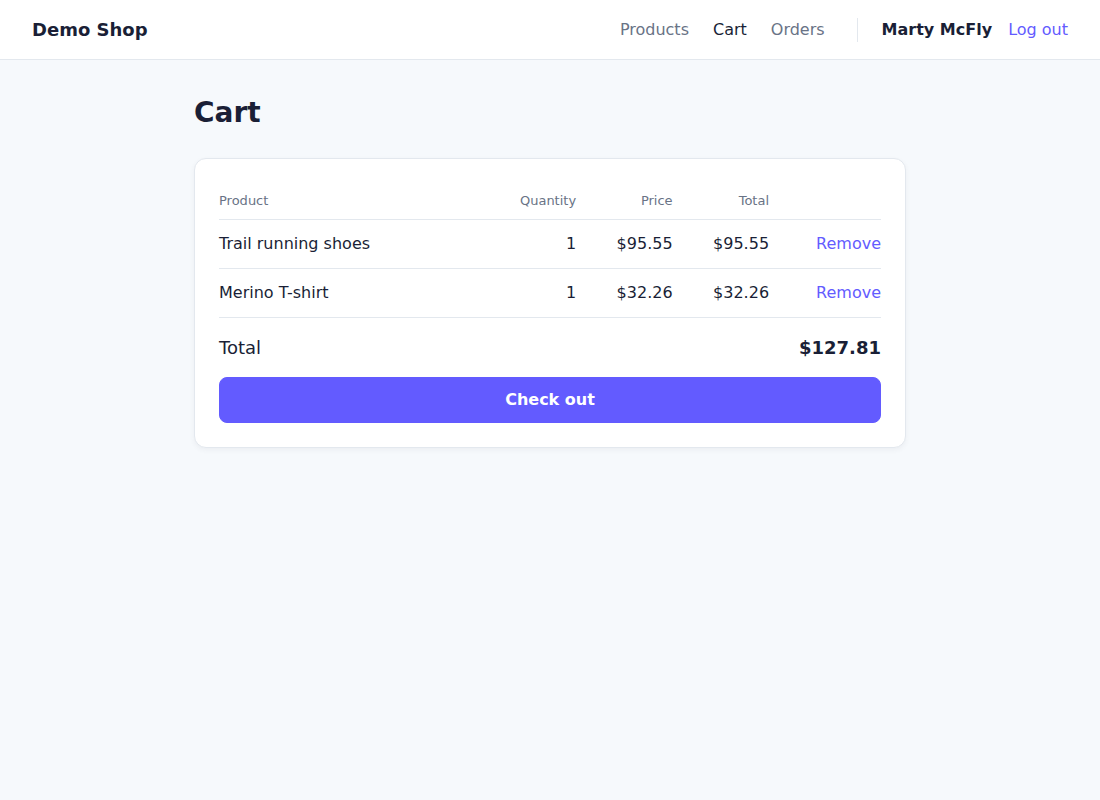 Demo Shop Products Cart Orders Marty McFly Log out
Cart
Product Quantity Price Total
Trail running shoes 1 $95.55 $95.55 Remove
Merino T-shirt 1 $32.26 $32.26 Remove
Total $127.81
Check out